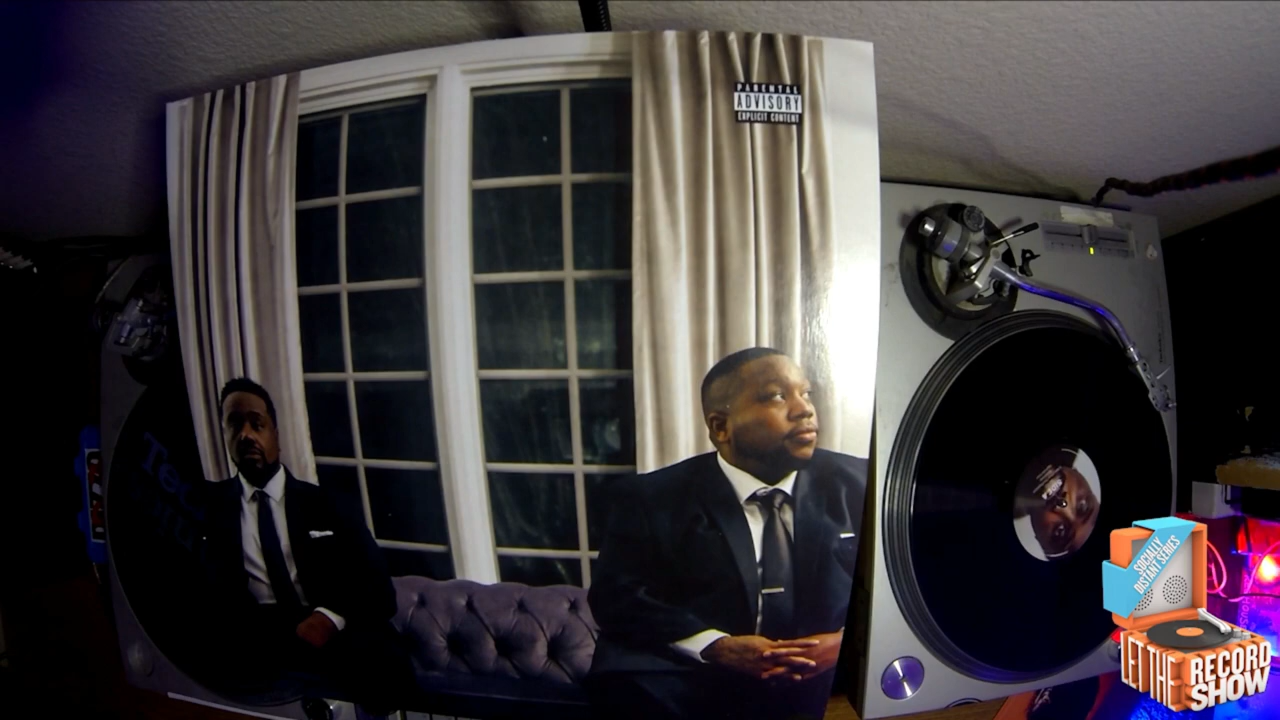 PARENTAL
ADVISORY
EXPLICIT CONTENT
SOCIALLY
DISTANT SERIES
LET THE
RECORD
SHOW